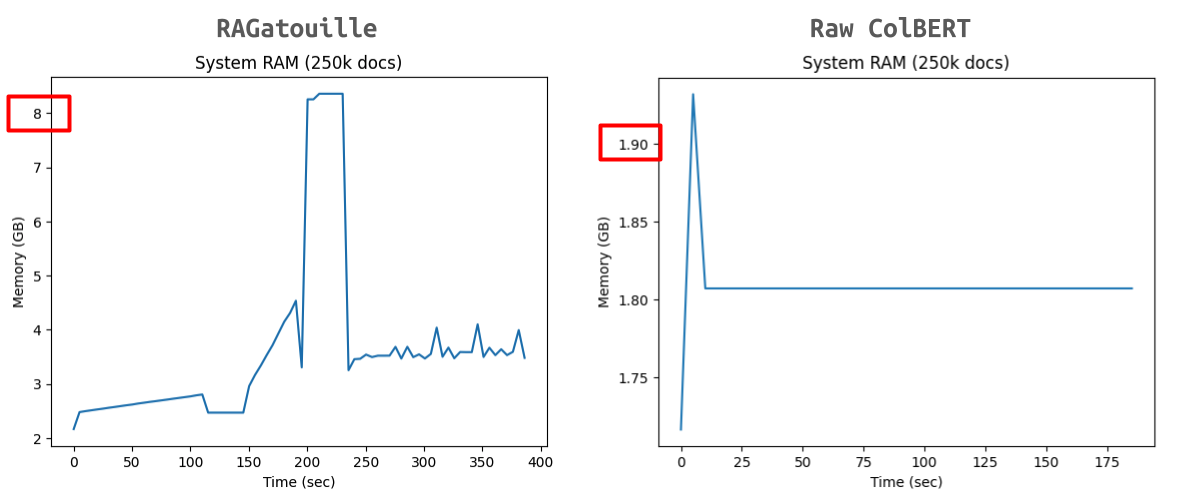 RAGatouille
System RAM (250k docs)
8
7
6
5
4
3
2
Memory (GB)
0 50 100 150 200 250 300 350 400
Time (sec)
Raw ColBERT
System RAM (250k docs)
1.90
1.85
1.80
1.75
Memory (GB)
0 25 50 75 100 125 150 175
Time (sec)